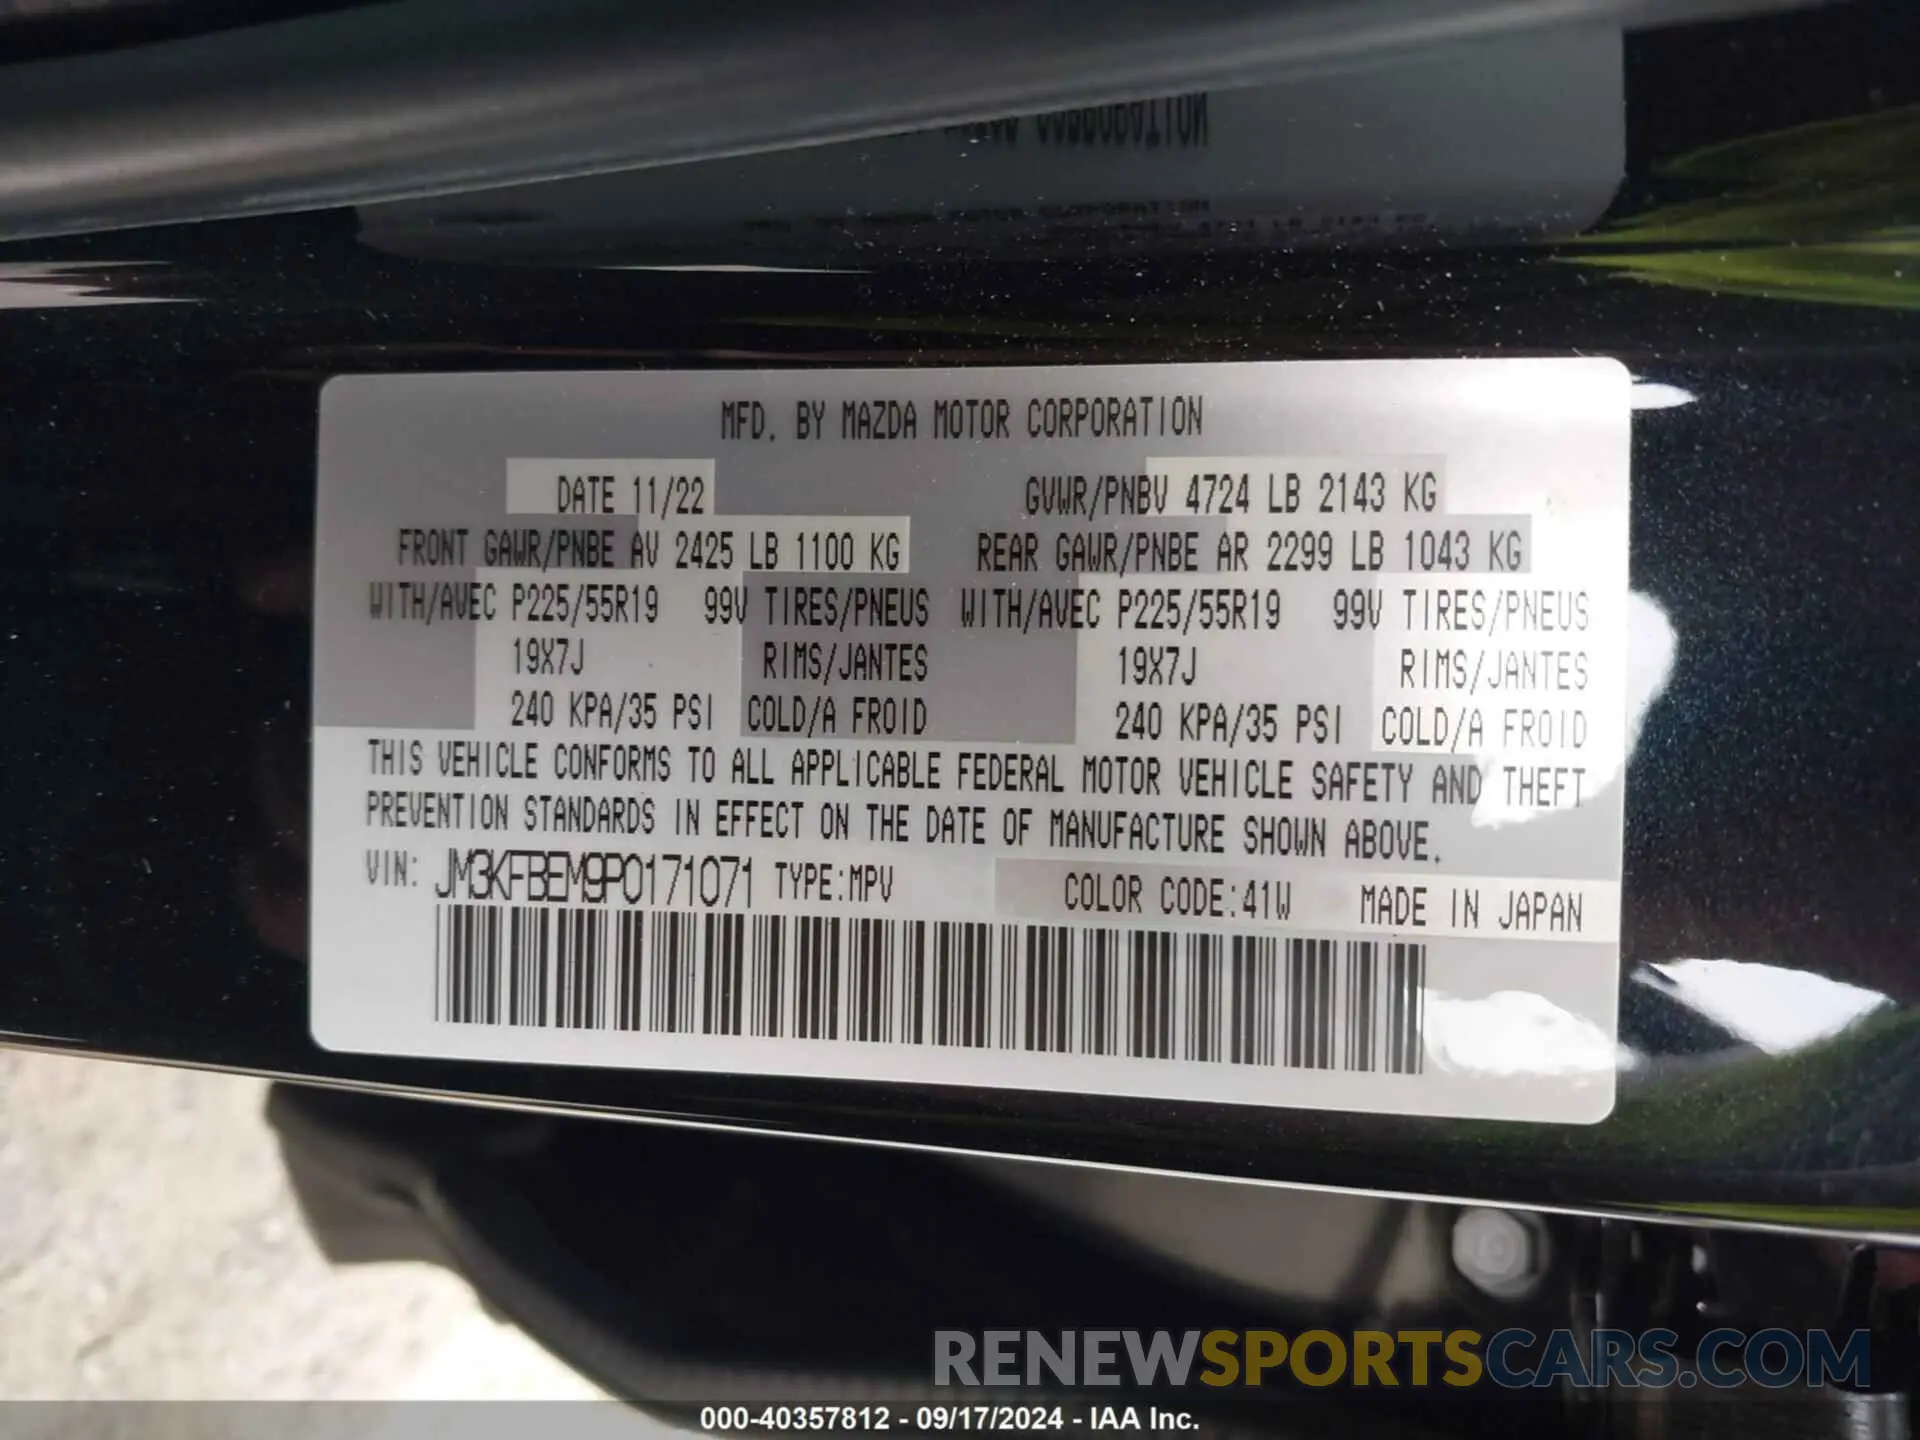 MFD. BY MAZDA MOTOR CORPORATION
DATE 11/22 GVWR/PNBV 4724 LB 2143 KG
FRONT GAWR/PNBE AV 2425 LB 1100 KG REAR GAWR/PNBE AR 2299 LB 1043 KG
WITH/AVEC P225/55R19 99V TIRES/PNEUS WITH/AVEC P225/55R19 99V TIRES/PNEUS
19X7J RIMS/JANTES 19X7J RIMS/JANTES
240 KPA/35 PSI COLD/A FROID 240 KPA/35 PSI COLD/A FROID
THIS VEHICLE CONFORMS TO ALL APPLICABLE FEDERAL MOTOR VEHICLE SAFETY AND THEFT
PREVENTION STANDARDS IN EFFECT ON THE DATE OF MANUFACTURE SHOWN ABOVE.
VIN: JM3KFBEM9P0171071 TYPE:MPV COLOR CODE:41W MADE IN JAPAN
RENEWSPORTSCARS.COM
000-40357812 - 09/17/2024 - IAA Inc.